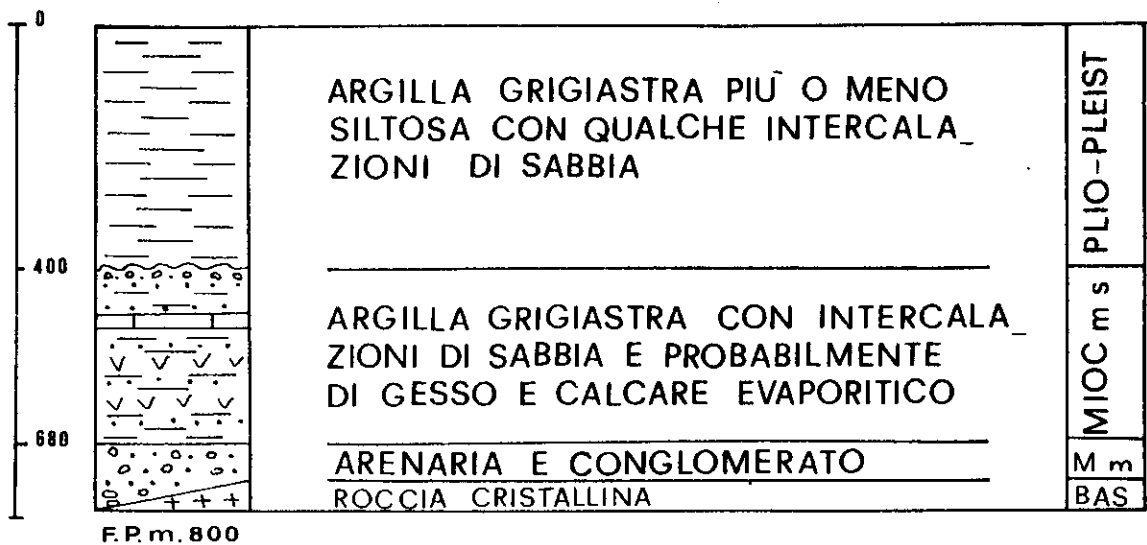 0
ARGILLA GRIGIASTRA PIÙ O MENO
SILTOSA CON QUALCHE INTERCALA_
ZIONI DI SABBIA
PLIO-PLEIST
400
ARGILLA GRIGIASTRA CON INTERCALA_
ZIONI DI SABBIA E PROBABILMENTE
DI GESSO E CALCARE EVAPORITICO
MIOC m s
680
ARENARIA E CONGLOMERATO
M m
ROCCIA CRISTALLINA
BAS
F.P. m. 800